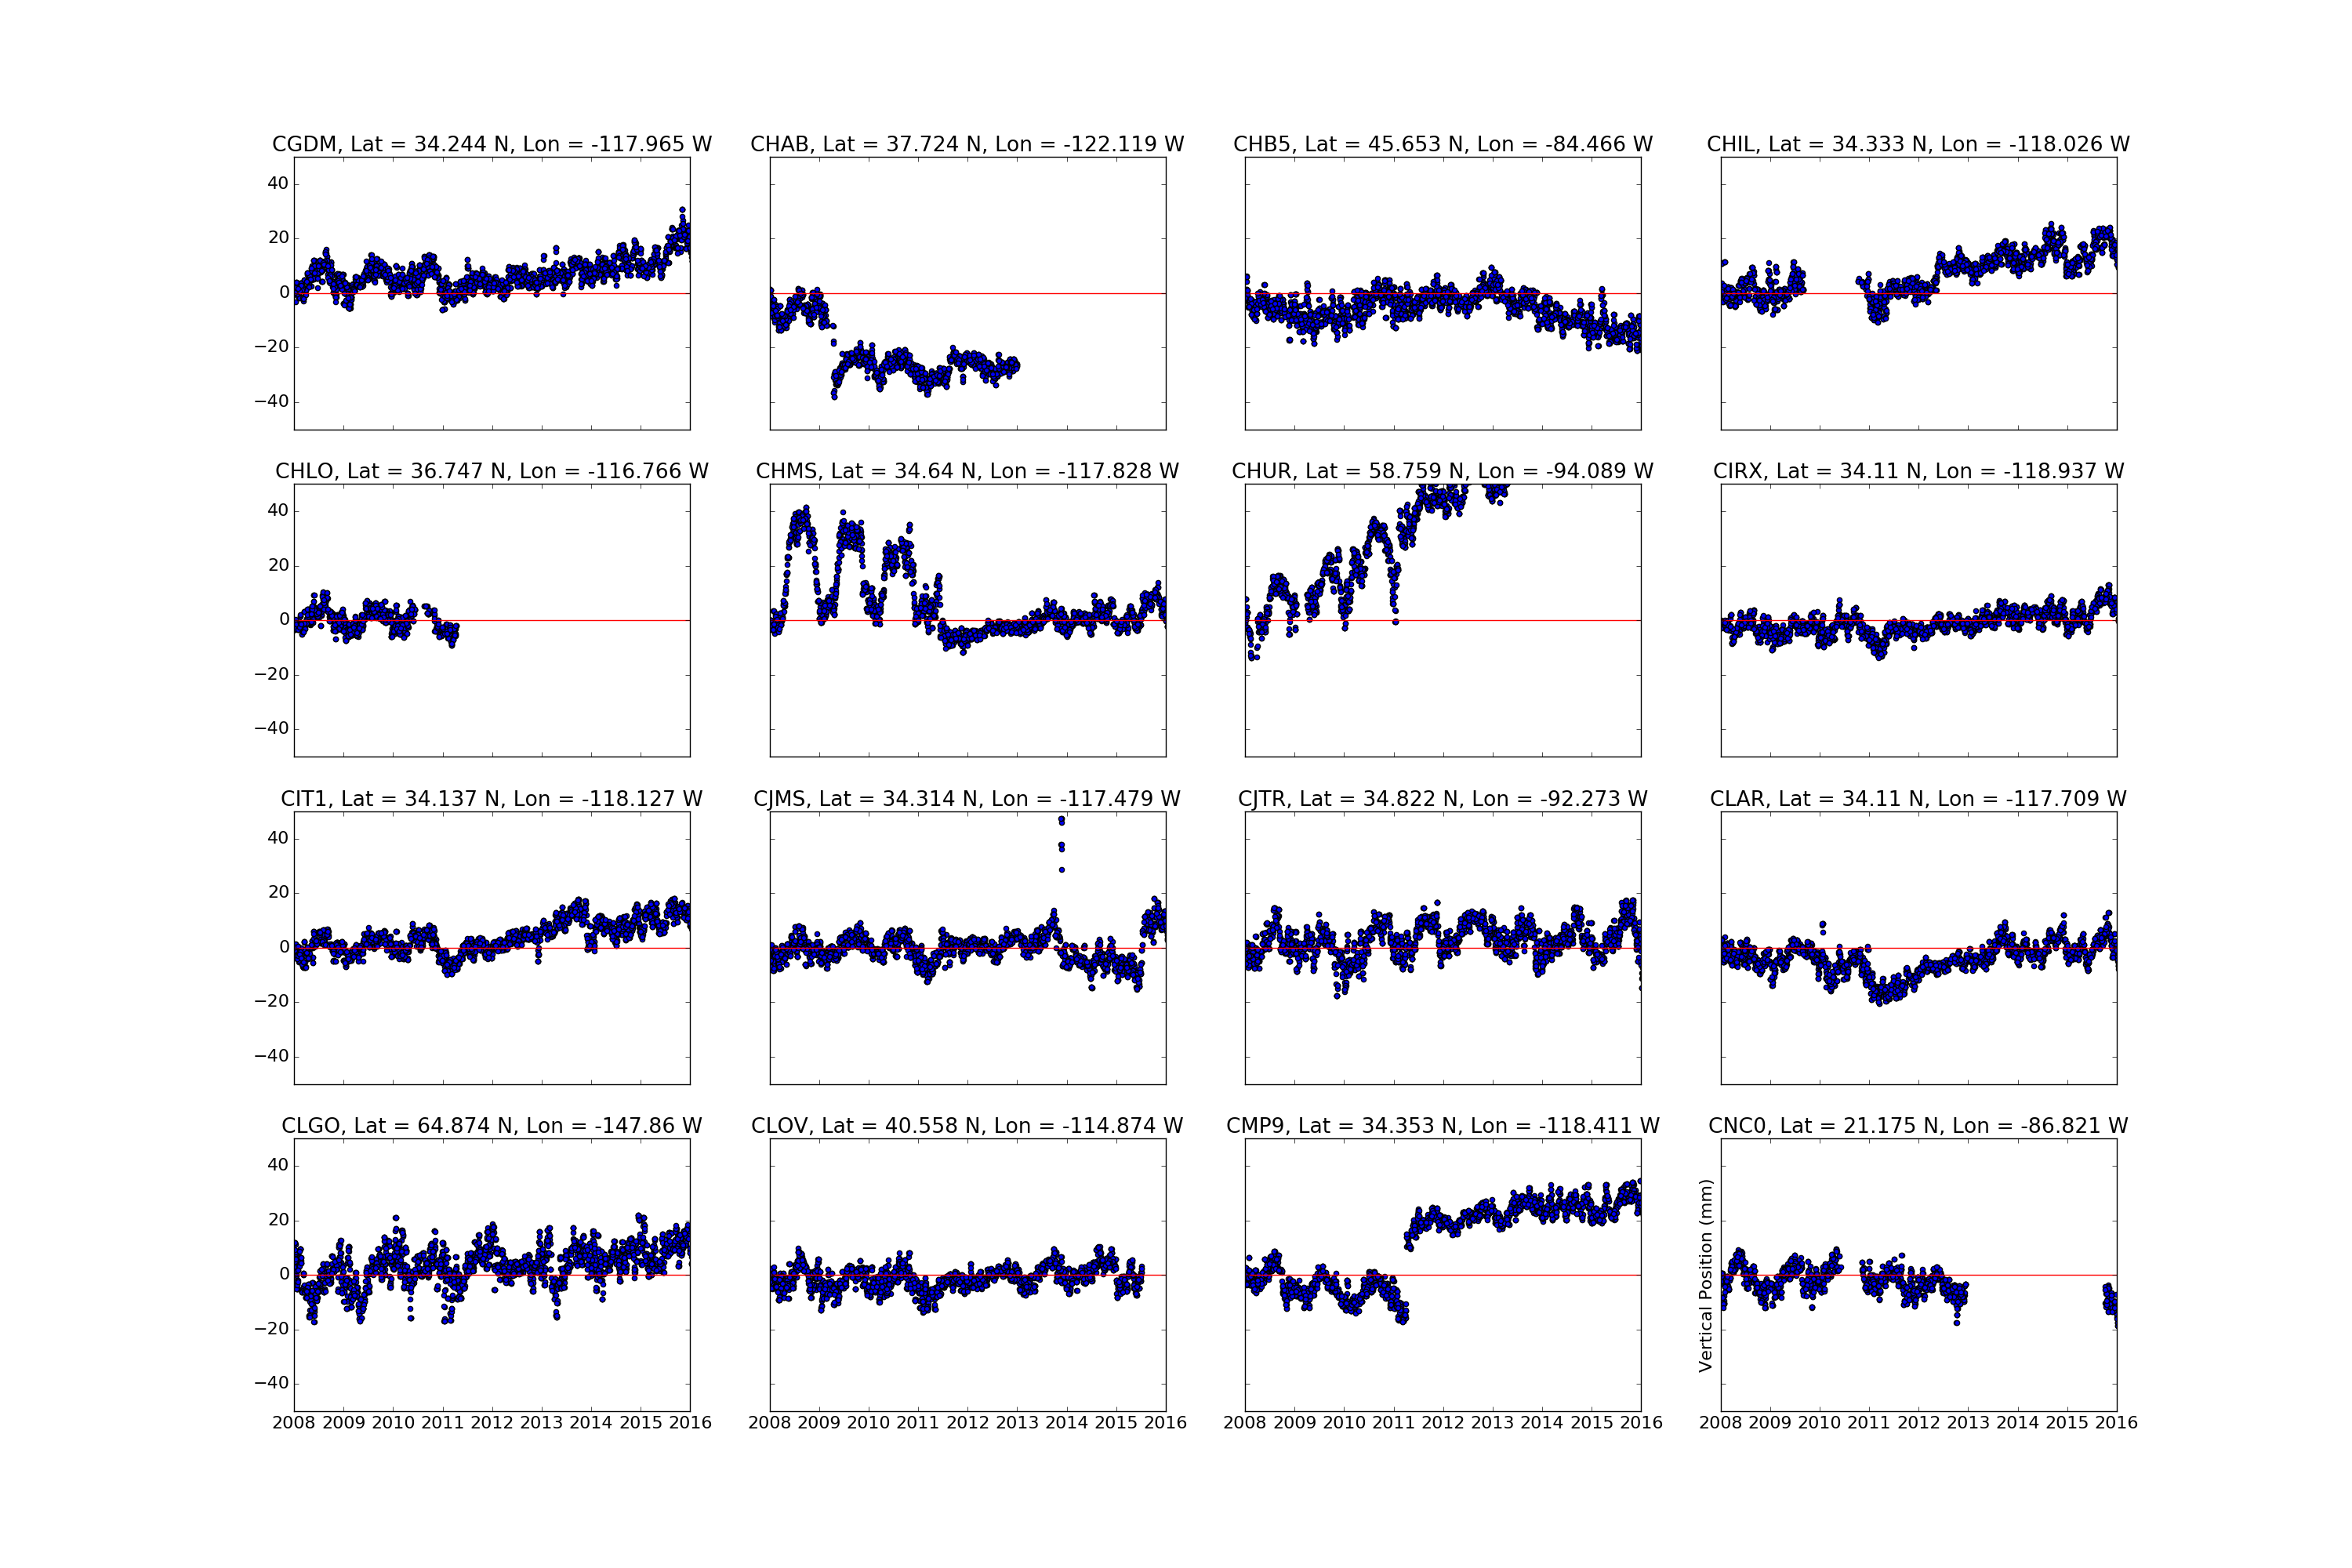 CGDM, Lat = 34.244 N, Lon = -117.965 W
CHAB, Lat = 37.724 N, Lon = -122.119 W
CHB5, Lat = 45.653 N, Lon = -84.466 W
CHIL, Lat = 34.333 N, Lon = -118.026 W
40
20
0
−20
−40
CHLO, Lat = 36.747 N, Lon = -116.766 W
CHMS, Lat = 34.64 N, Lon = -117.828 W
CHUR, Lat = 58.759 N, Lon = -94.089 W
CIRX, Lat = 34.11 N, Lon = -118.937 W
40
20
0
−20
−40
CIT1, Lat = 34.137 N, Lon = -118.127 W
CJMS, Lat = 34.314 N, Lon = -117.479 W
CJTR, Lat = 34.822 N, Lon = -92.273 W
CLAR, Lat = 34.11 N, Lon = -117.709 W
40
20
0
−20
−40
CLGO, Lat = 64.874 N, Lon = -147.86 W
CLOV, Lat = 40.558 N, Lon = -114.874 W
CMP9, Lat = 34.353 N, Lon = -118.411 W
CNC0, Lat = 21.175 N, Lon = -86.821 W
40
20
0
−20
−40
Vertical Position (mm)
2008 2009 2010 2011 2012 2013 2014 2015 2016
2008 2009 2010 2011 2012 2013 2014 2015 2016
2008 2009 2010 2011 2012 2013 2014 2015 2016
2008 2009 2010 2011 2012 2013 2014 2015 2016